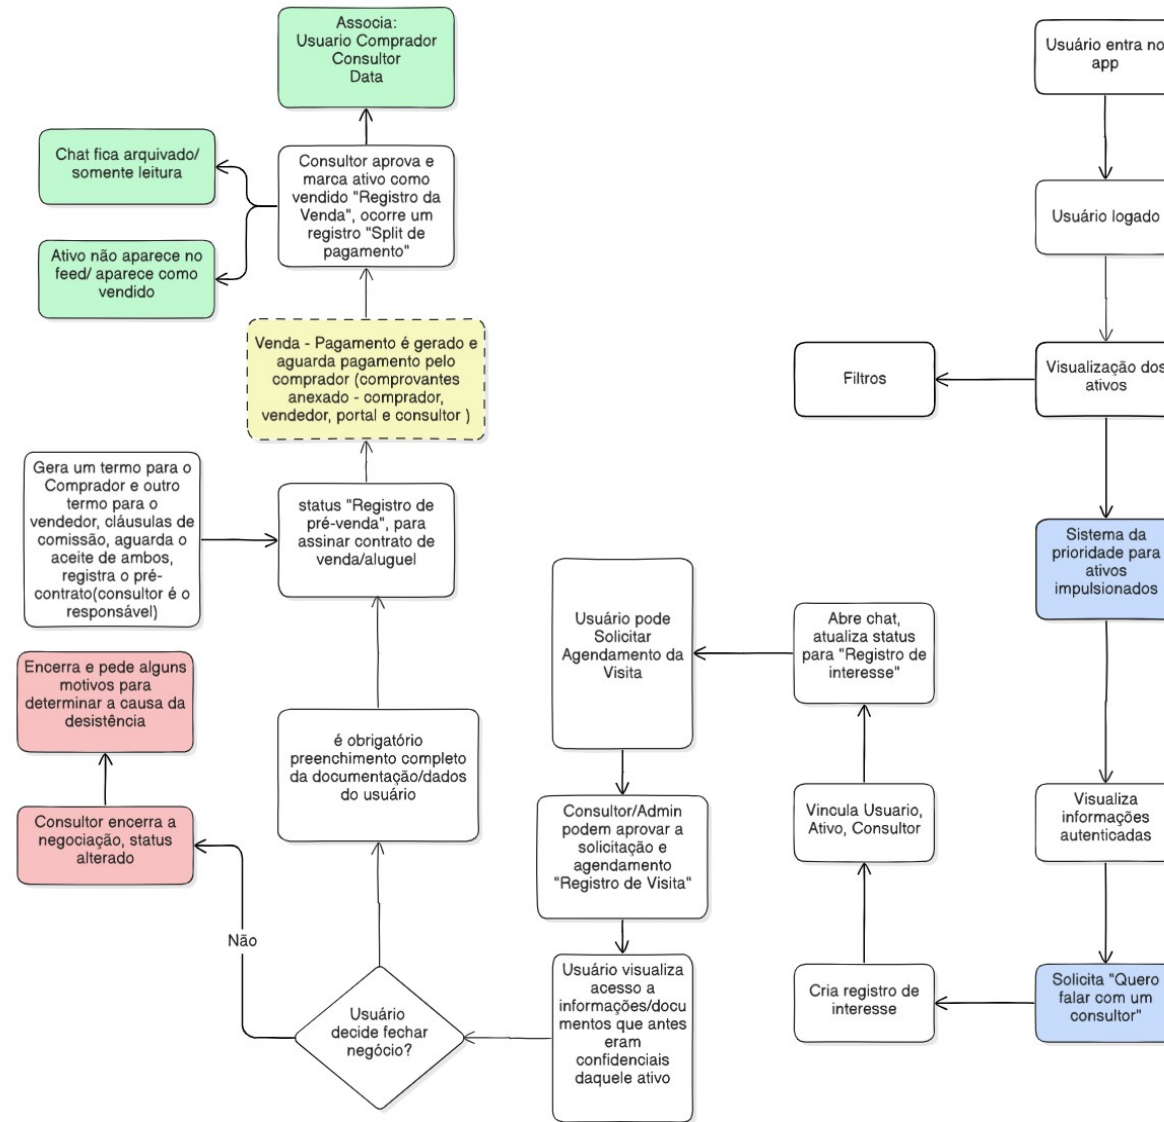 Associa:
Usuario Comprador
Consultor
Data
Usuário entra no
app
Chat fica arquivado/
somente leitura
Consultor aprova e
marca ativo como
vendido "Registro da
Venda", ocorre um
registro "Split de
pagamento"
Usuário logado
Ativo não aparece no
feed/ aparece como
vendido
Venda - Pagamento é gerado e
aguarda pagamento pelo
comprador (comprovantes
anexado - comprador,
vendedor, portal e consultor )
Filtros
Visualização dos
ativos
Gera um termo para o
Comprador e outro
termo para o
vendedor, cláusulas de
comissão, aguarda o
aceite de ambos,
registra o pré-
contrato(consultor é o
responsável)
status "Registro de
pré-venda", para
assinar contrato de
venda/aluguel
Sistema da
prioridade para
ativos
impulsionados
Usuário pode
Solicitar
Agendamento da
Visita
Abre chat,
atualiza status
para "Registro de
interesse"
Encerra e pede alguns
motivos para
determinar a causa da
desistência
é obrigatório
preenchimento completo
da documentação/dados
do usuário
Consultor/Admin
podem aprovar a
solicitação e
agendamento
"Registro de Visita"
Vincula Usuario,
Ativo, Consultor
Visualiza
informações
autenticadas
Consultor encerra a
negociação, status
alterado
Não
Usuário
decide fechar
negócio?
Usuário visualiza
acesso a
informações/docu
mentos que antes
eram
confidenciais
daquele ativo
Cria registro de
interesse
Solicita "Quero
falar com um
consultor"